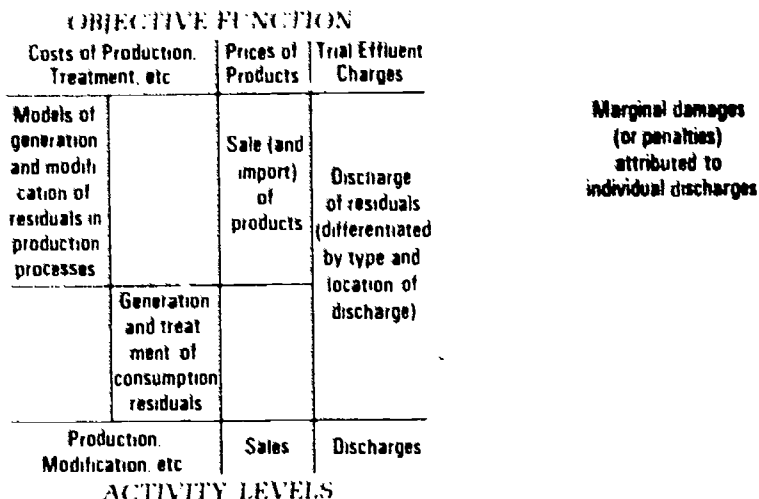 OBJECTIVE FUNCTION
Costs of Production,
Treatment, etc
Prices of
Products
Trial Effluent
Charges
Models of
generation
and modifi
cation of
residuals in
production
processes
Sale (and
import)
of
products
Discharge
of residuals
(differentiated
by type and
location of
discharge)
Generation
and treat
ment of
consumption
residuals
Production,
Modification, etc
Sales
Discharges
ACTIVITY LEVELS
Marginal damages
(or penalties)
attributed to
individual discharges